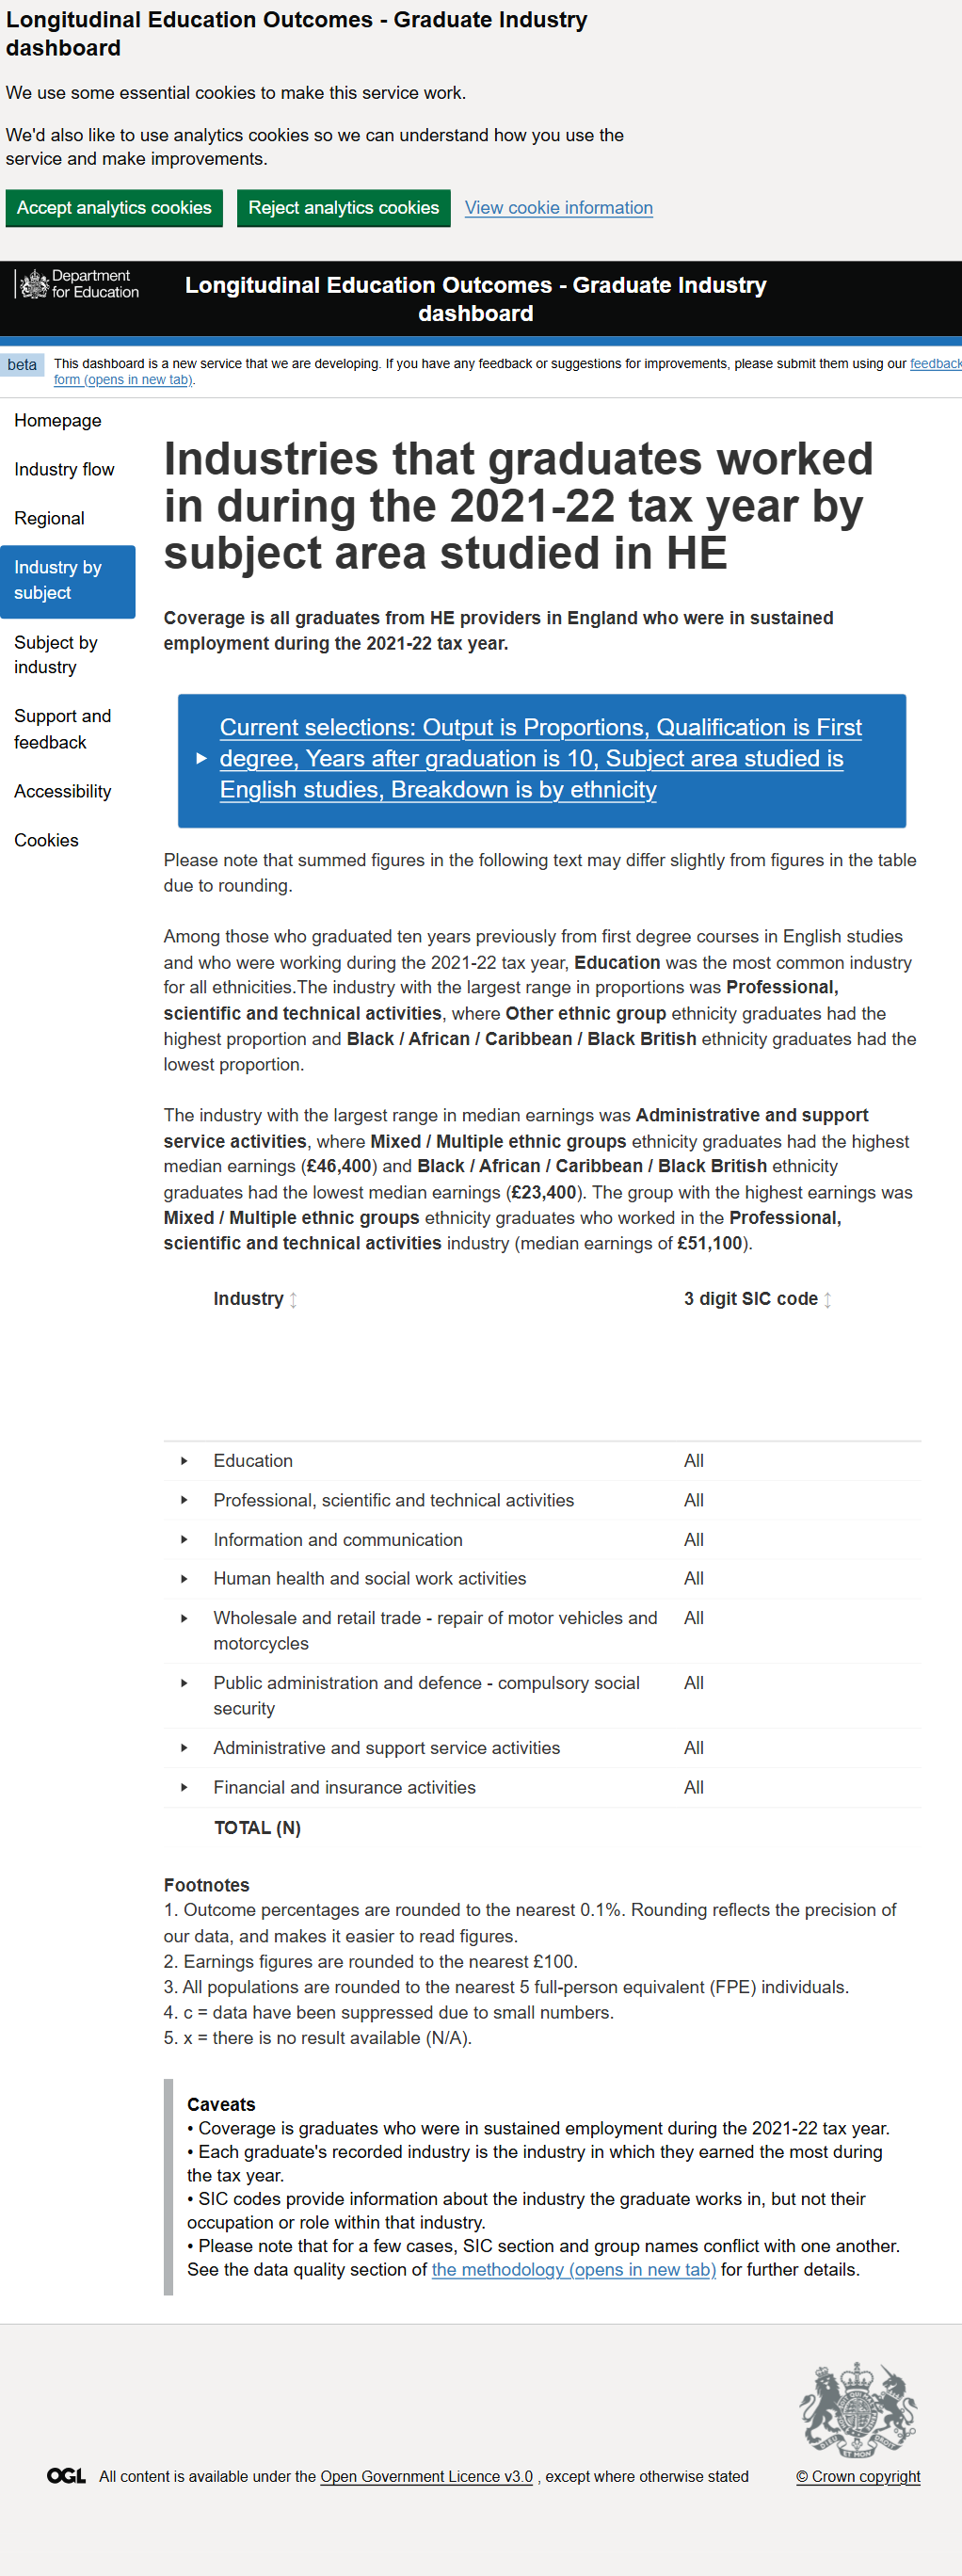 Longitudinal Education Outcomes - Graduate Industry
dashboard
We use some essential cookies to make this service work.
We'd also like to use analytics cookies so we can understand how you use the
service and make improvements.
Accept analytics cookies Reject analytics cookies View cookie information
Department
for Education
Longitudinal Education Outcomes - Graduate Industry
dashboard
beta This dashboard is a new service that we are developing. If you have any feedback or suggestions for improvements, please submit them using our feedback
form (opens in new tab).
Homepage
Industry flow
Regional
Industry by
subject
Subject by
industry
Support and
feedback
Accessibility
Cookies
Industries that graduates worked
in during the 2021-22 tax year by
subject area studied in HE
Coverage is all graduates from HE providers in England who were in sustained
employment during the 2021-22 tax year.
Current selections: Output is Proportions, Qualification is First
degree, Years after graduation is 10, Subject area studied is
English studies, Breakdown is by ethnicity
Please note that summed figures in the following text may differ slightly from figures in the table
due to rounding.
Among those who graduated ten years previously from first degree courses in English studies
and who were working during the 2021-22 tax year, Education was the most common industry
for all ethnicities.The industry with the largest range in proportions was Professional,
scientific and technical activities, where Other ethnic group ethnicity graduates had the
highest proportion and Black / African / Caribbean / Black British ethnicity graduates had the
lowest proportion.
The industry with the largest range in median earnings was Administrative and support
service activities, where Mixed / Multiple ethnic groups ethnicity graduates had the highest
median earnings (£46,400) and Black / African / Caribbean / Black British ethnicity
graduates had the lowest median earnings (£23,400). The group with the highest earnings was
Mixed / Multiple ethnic groups ethnicity graduates who worked in the Professional,
scientific and technical activities industry (median earnings of £51,100).
Industry 3 digit SIC code
Education All
Professional, scientific and technical activities All
Information and communication All
Human health and social work activities All
Wholesale and retail trade - repair of motor vehicles and All
motorcycles
Public administration and defence - compulsory social All
security
Administrative and support service activities All
Financial and insurance activities All
TOTAL (N)
Footnotes
1. Outcome percentages are rounded to the nearest 0.1%. Rounding reflects the precision of
our data, and makes it easier to read figures.
2. Earnings figures are rounded to the nearest £100.
3. All populations are rounded to the nearest 5 full-person equivalent (FPE) individuals.
4. c = data have been suppressed due to small numbers.
5. x = there is no result available (N/A).
Caveats
• Coverage is graduates who were in sustained employment during the 2021-22 tax year.
• Each graduate's recorded industry is the industry in which they earned the most during
the tax year.
• SIC codes provide information about the industry the graduate works in, but not their
occupation or role within that industry.
• Please note that for a few cases, SIC section and group names conflict with one another.
See the data quality section of the methodology (opens in new tab) for further details.
OGL All content is available under the Open Government Licence v3.0 , except where otherwise stated © Crown copyright